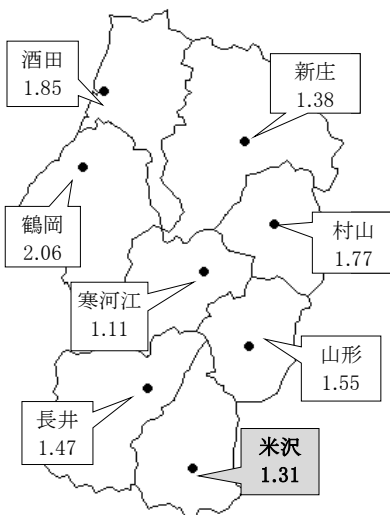 酒田
1.85
新庄
1.38
鶴岡
2.06
村山
1.77
寒河江
1.11
山形
1.55
長井
1.47
米沢
1.31